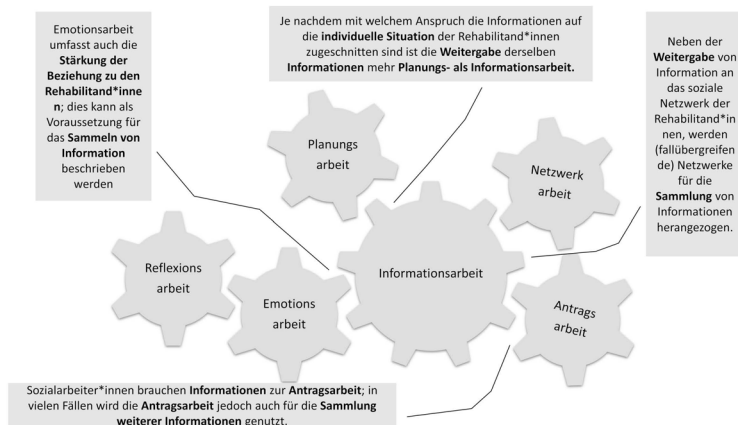 Emotionsarbeit
umfasst auch die
Stärkung der
Beziehung zu den
Rehabilitand*inne
n; dies kann als
Voraussetzung für
das Sammeln von
Information
beschrieben
werden
Je nachdem mit welchem Anspruch die Informationen auf
die individuelle Situation der Rehabilitand*innen
zugeschnitten sind ist die Weitergabe derselben
Informationen mehr Planungs- als Informationsarbeit.
Neben der
Weitergabe von
Information an
das soziale
Netzwerk der
Rehabilitand*in
nen, werden
(fallübergreifen
de) Netzwerke
für die
Sammlung von
Informationen
herangezogen.
Planungs
arbeit
Netzwerk
arbeit
Reflexions
arbeit
Emotions
arbeit
Informationsarbeit
Antrags
arbeit
Sozialarbeiter*innen brauchen Informationen zur Antragsarbeit; in
vielen Fällen wird die Antragsarbeit jedoch auch für die Sammlung
weiterer Informationen genutzt.